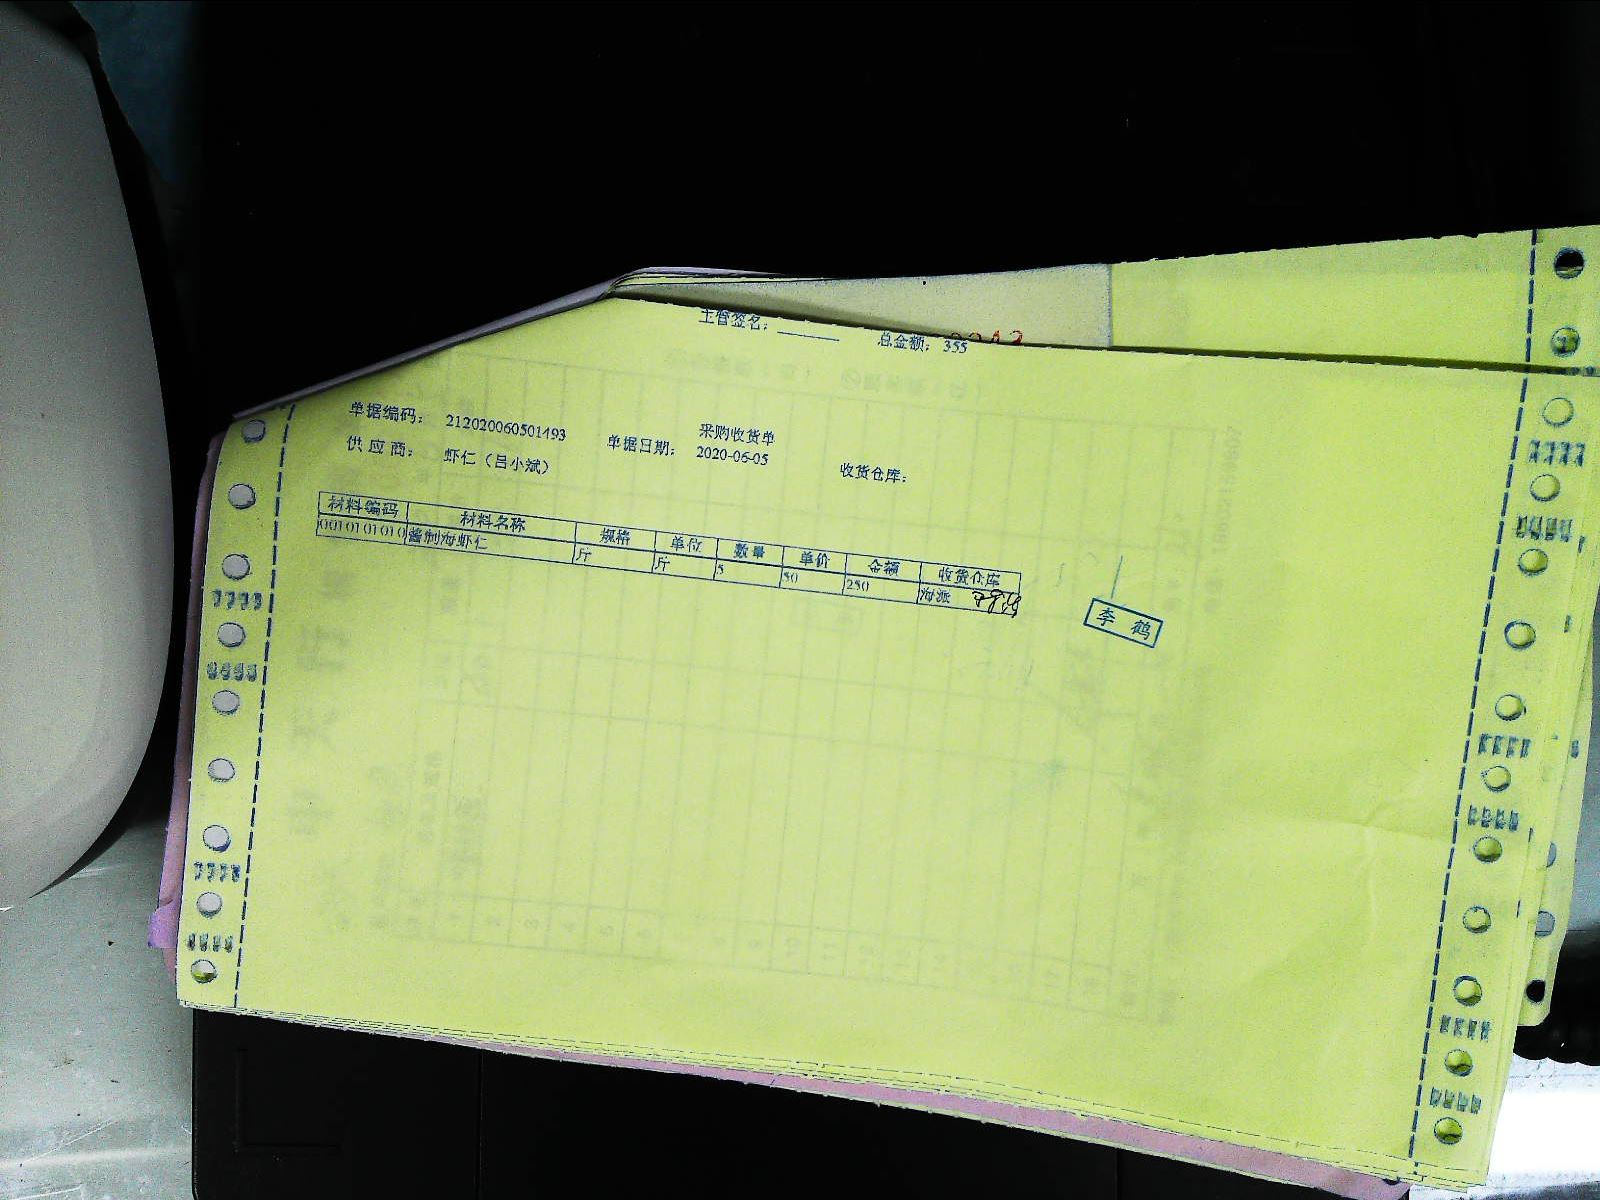 主管签名: 总金额: 355
采购收货单
单据编码: 212020060501493 单据日期: 2020-06-05 收货仓库:
供应商: 虾仁（吕小斌）
材料编码 材料名称 规格 单位 数量 单价 金额 收货仓库
酱制海虾仁 斤 斤 5 50 250 海派
李鹤